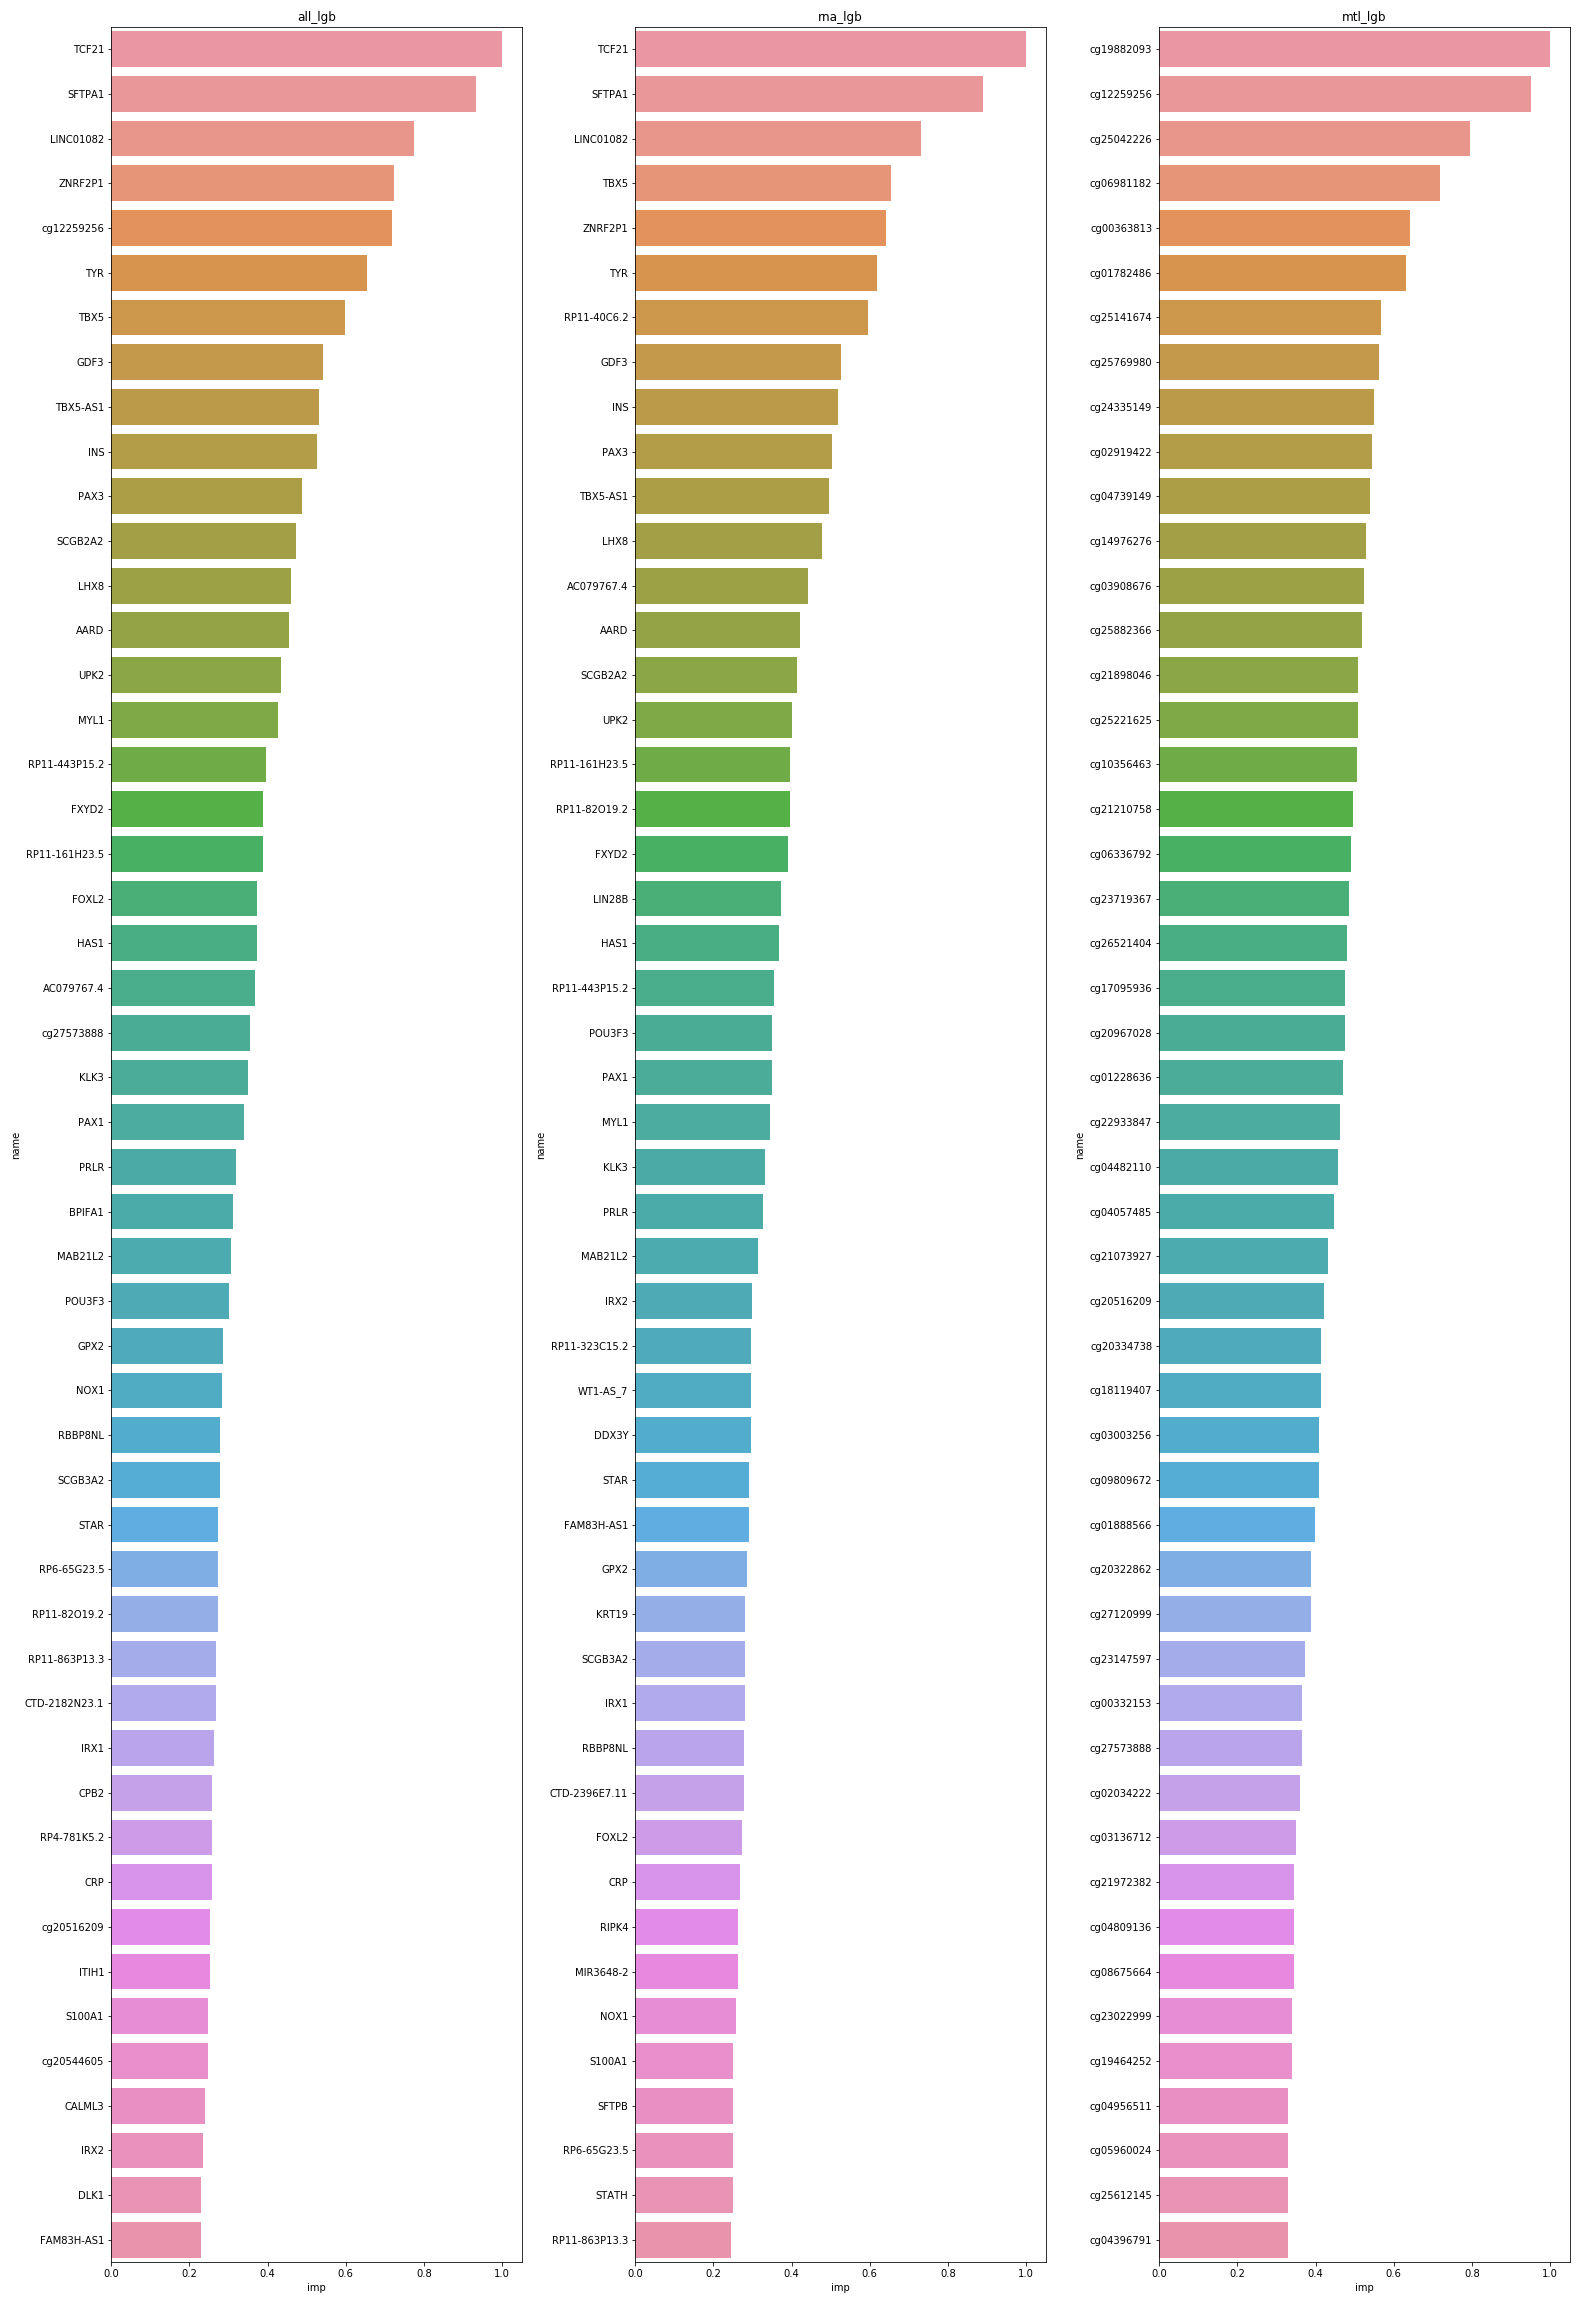 all_lgb
TCF21
SFTPA1
LINC01082
ZNRF2P1
cg12259256
TYR
TBX5
GDF3
TBX5-AS1
INS
PAX3
SCGB2A2
LHX8
AARD
UPK2
MYL1
RP11-443P15.2
FXYD2
RP11-161H23.5
FOXL2
HAS1
AC079767.4
cg27573888
KLK3
PAX1
PRLR
BPIFA1
MAB21L2
POU3F3
GPX2
NOX1
RBBP8NL
SCGB3A2
STAR
RP6-65G23.5
RP11-82O19.2
RP11-863P13.3
CTD-2182N23.1
IRX1
CPB2
RP4-781K5.2
CRP
cg20516209
ITIH1
S100A1
cg20544605
CALML3
IRX2
DLK1
FAM83H-AS1
name
0.0 0.2 0.4 0.6 0.8 1.0
imp
rna_lgb
TCF21
SFTPA1
LINC01082
TBX5
ZNRF2P1
TYR
RP11-40C6.2
GDF3
INS
PAX3
TBX5-AS1
LHX8
AC079767.4
AARD
SCGB2A2
UPK2
RP11-161H23.5
RP11-82O19.2
FXYD2
LIN28B
HAS1
RP11-443P15.2
POU3F3
PAX1
MYL1
KLK3
PRLR
MAB21L2
IRX2
RP11-323C15.2
WT1-AS_7
DDX3Y
STAR
FAM83H-AS1
GPX2
KRT19
SCGB3A2
IRX1
RBBP8NL
CTD-2396E7.11
FOXL2
CRP
RIPK4
MIR3648-2
NOX1
S100A1
SFTPB
RP6-65G23.5
STATH
RP11-863P13.3
name
0.0 0.2 0.4 0.6 0.8 1.0
imp
mtl_lgb
cg19882093
cg12259256
cg25042226
cg06981182
cg00363813
cg01782486
cg25141674
cg25769980
cg24335149
cg02919422
cg04739149
cg14976276
cg03908676
cg25882366
cg21898046
cg25221625
cg10356463
cg21210758
cg06336792
cg23719367
cg26521404
cg17095936
cg20967028
cg01228636
cg22933847
cg04482110
cg04057485
cg21073927
cg20516209
cg20334738
cg18119407
cg03003256
cg09809672
cg01888566
cg20322862
cg27120999
cg23147597
cg00332153
cg27573888
cg02034222
cg03136712
cg21972382
cg04809136
cg08675664
cg23022999
cg19464252
cg04956511
cg05960024
cg25612145
cg04396791
name
0.0 0.2 0.4 0.6 0.8 1.0
imp